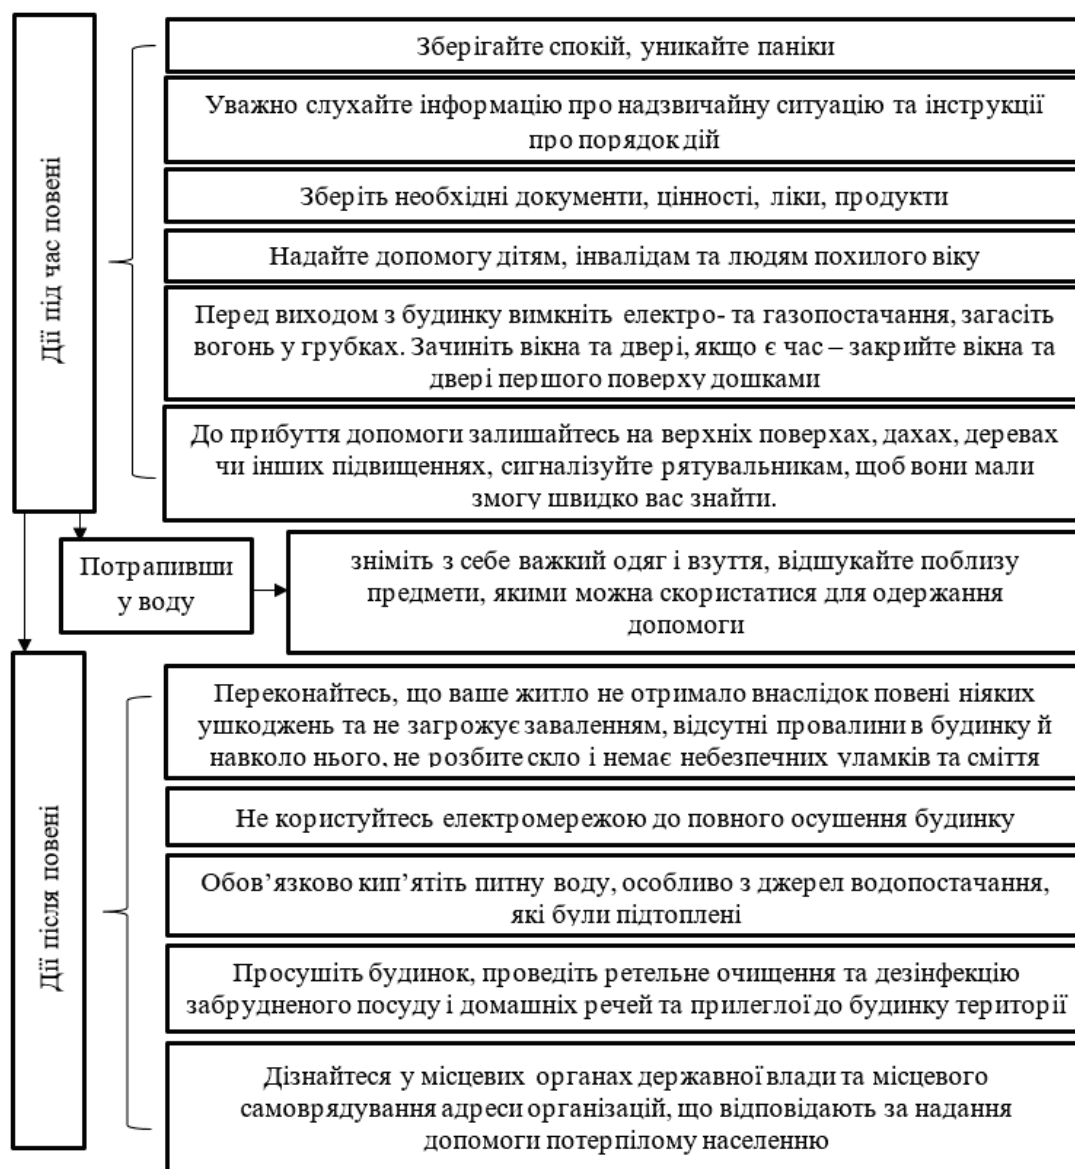 Дії під час повені
Зберігайте спокій, уникайте паніки
Уважно слухайте інформацію про надзвичайну ситуацію та інструкції
про порядок дій
Зберіть необхідні документи, цінності, ліки, продукти
Надайте допомогу дітям, інвалідам та людям похилого віку
Перед виходом з будинку вимкніть електро- та газопостачання, загасіть
вогонь у грубках. Зачиніть вікна та двері, якщо є час – закрийте вікна та
двері першого поверху дошками
До прибуття допомоги залишайтесь на верхніх поверхах, дахах, деревах
чи інших підвищеннях, сигналізуйте рятувальникам, щоб вони мали
змогу швидко вас знайти.
Потрапивши
у воду
зніміть з себе важкий одяг і взуття, відшукайте поблизу
предмети, якими можна скористатися для одержання
допомоги
Дії після повені
Переконайтесь, що ваше житло не отримало внаслідок повені ніяких
ушкоджень та не загрожує заваленням, відсутні провалини в будинку й
навколо нього, не розбите скло і немає небезпечних уламків та сміття
Не користуйтесь електромережою до повного осушення будинку
Обов’язково кип’ятіть питну воду, особливо з джерел водопостачання,
які були підтоплені
Просушіть будинок, проведіть ретельне очищення та дезінфекцію
забрудненого посуду і домашніх речей та прилеглої до будинку території
Дізнайтеся у місцевих органах державної влади та місцевого
самоврядування адреси організацій, що відповідають за надання
допомоги потерпілому населенню